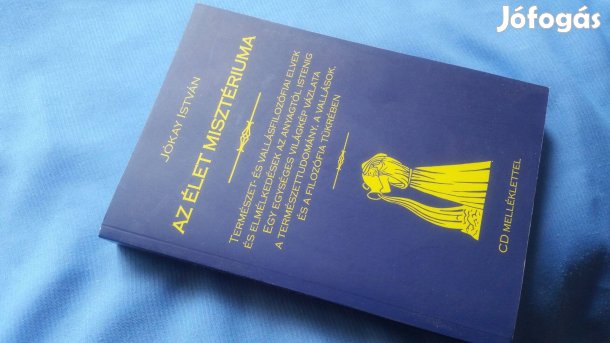 Jófogás
JÓKAY ISTVÁN
AZ ÉLET MISZTÉRIUMA
TERMÉSZET- ÉS VALLÁSFILOZÓFIAI ELVEK
ÉS ELMÉLKEDÉSEK AZ ANYAGTÓL ISTENIG
EGY EGYSÉGES VILÁGKÉP VÁZLATA
A TERMÉSZETTUDOMÁNY, A VALLÁSOK,
ÉS A FILOZÓFIA TÜKRÉBEN
CD MELLÉKLETTEL